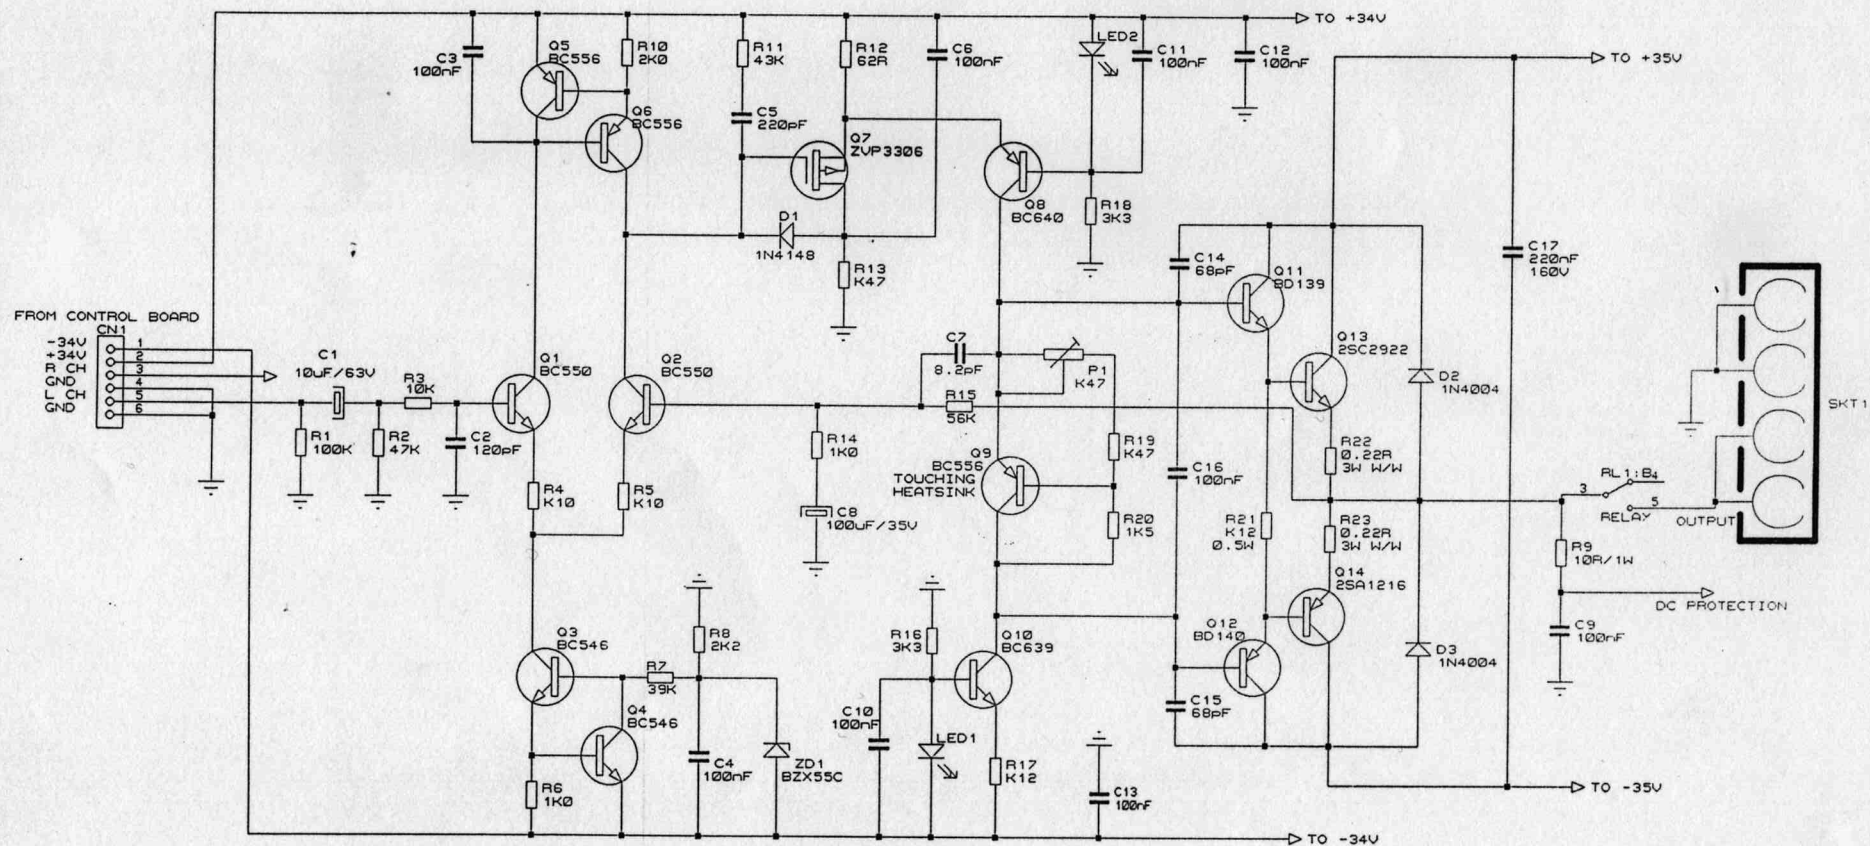 TO +34V
C3
100nF
Q5
BC556
R10
2K0
R11
43K
R12
62R
C6
100nF
LED2
C11
100nF
C12
100nF
TO +35V
Q6
BC556
C5
220pF
Q7
ZVP3306
Q8
BC640
R18
3K3
D1
1N4148
R13
K47
C14
68pF
Q11
BD139
C17
220nF
160V
FROM CONTROL BOARD
CN1
-34V 1
+34V 2
R CH 3
GND 4
L CH 5
GND 6
C1
10uF/63V
R3
10K
Q1
BC550
Q2
BC550
C7
8.2pF
P1
K47
Q13
2SC2922
D2
1N4004
SKT1
R1
100K
R2
47K
C2
120pF
R15
56K
R14
1K0
R19
K47
R22
0.22R
3W W/W
Q9
BC556
TOUCHING
HEATSINK
C16
100nF
R4
K10
R5
K10
C8
100uF/35V
R20
1K5
R21
K12
0.5W
R23
0.22R
3W W/W
RL1:B
4
3
5
RELAY
OUTPUT
R9
10R/1W
Q14
2SA1216
DC PROTECTION
C9
100nF
Q3
BC546
R7
39K
R8
2K2
R16
3K3
Q10
BC639
Q12
BD140
D3
1N4004
Q4
BC546
C10
100nF
LED1
C15
68pF
R6
1K0
C4
100nF
ZD1
BZX55C
R17
K12
C13
100nF
TO -35V
TO -34V